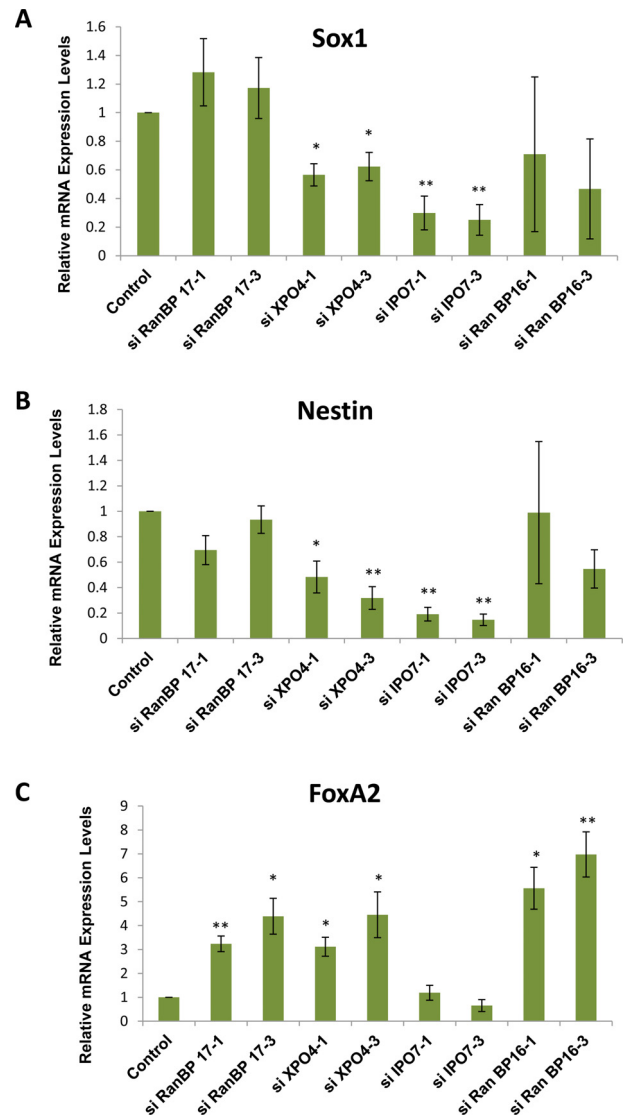 A
Sox1
Relative mRNA Expression Levels
1.6
1.4
1.2
1
0.8
0.6
0.4
0.2
0
*
*
**
**
Control
si RanBP 17-1
si RanBP 17-3
si XPO4-1
si XPO4-3
si IPO7-1
si IPO7-3
si Ran BP16-1
si Ran BP16-3
B
Nestin
Relative mRNA Expression Levels
1.8
1.6
1.4
1.2
1
0.8
0.6
0.4
0.2
0
*
**
**
**
Control
si RanBP 17-1
si RanBP 17-3
si XPO4-1
si XPO4-3
si IPO7-1
si IPO7-3
si Ran BP16-1
si Ran BP16-3
C
FoxA2
Relative mRNA Expression Levels
9
8
7
6
5
4
3
2
1
0
**
*
*
*
*
**
Control
si RanBP 17-1
si RanBP 17-3
si XPO4-1
si XPO4-3
si IPO7-1
si IPO7-3
si Ran BP16-1
si Ran BP16-3